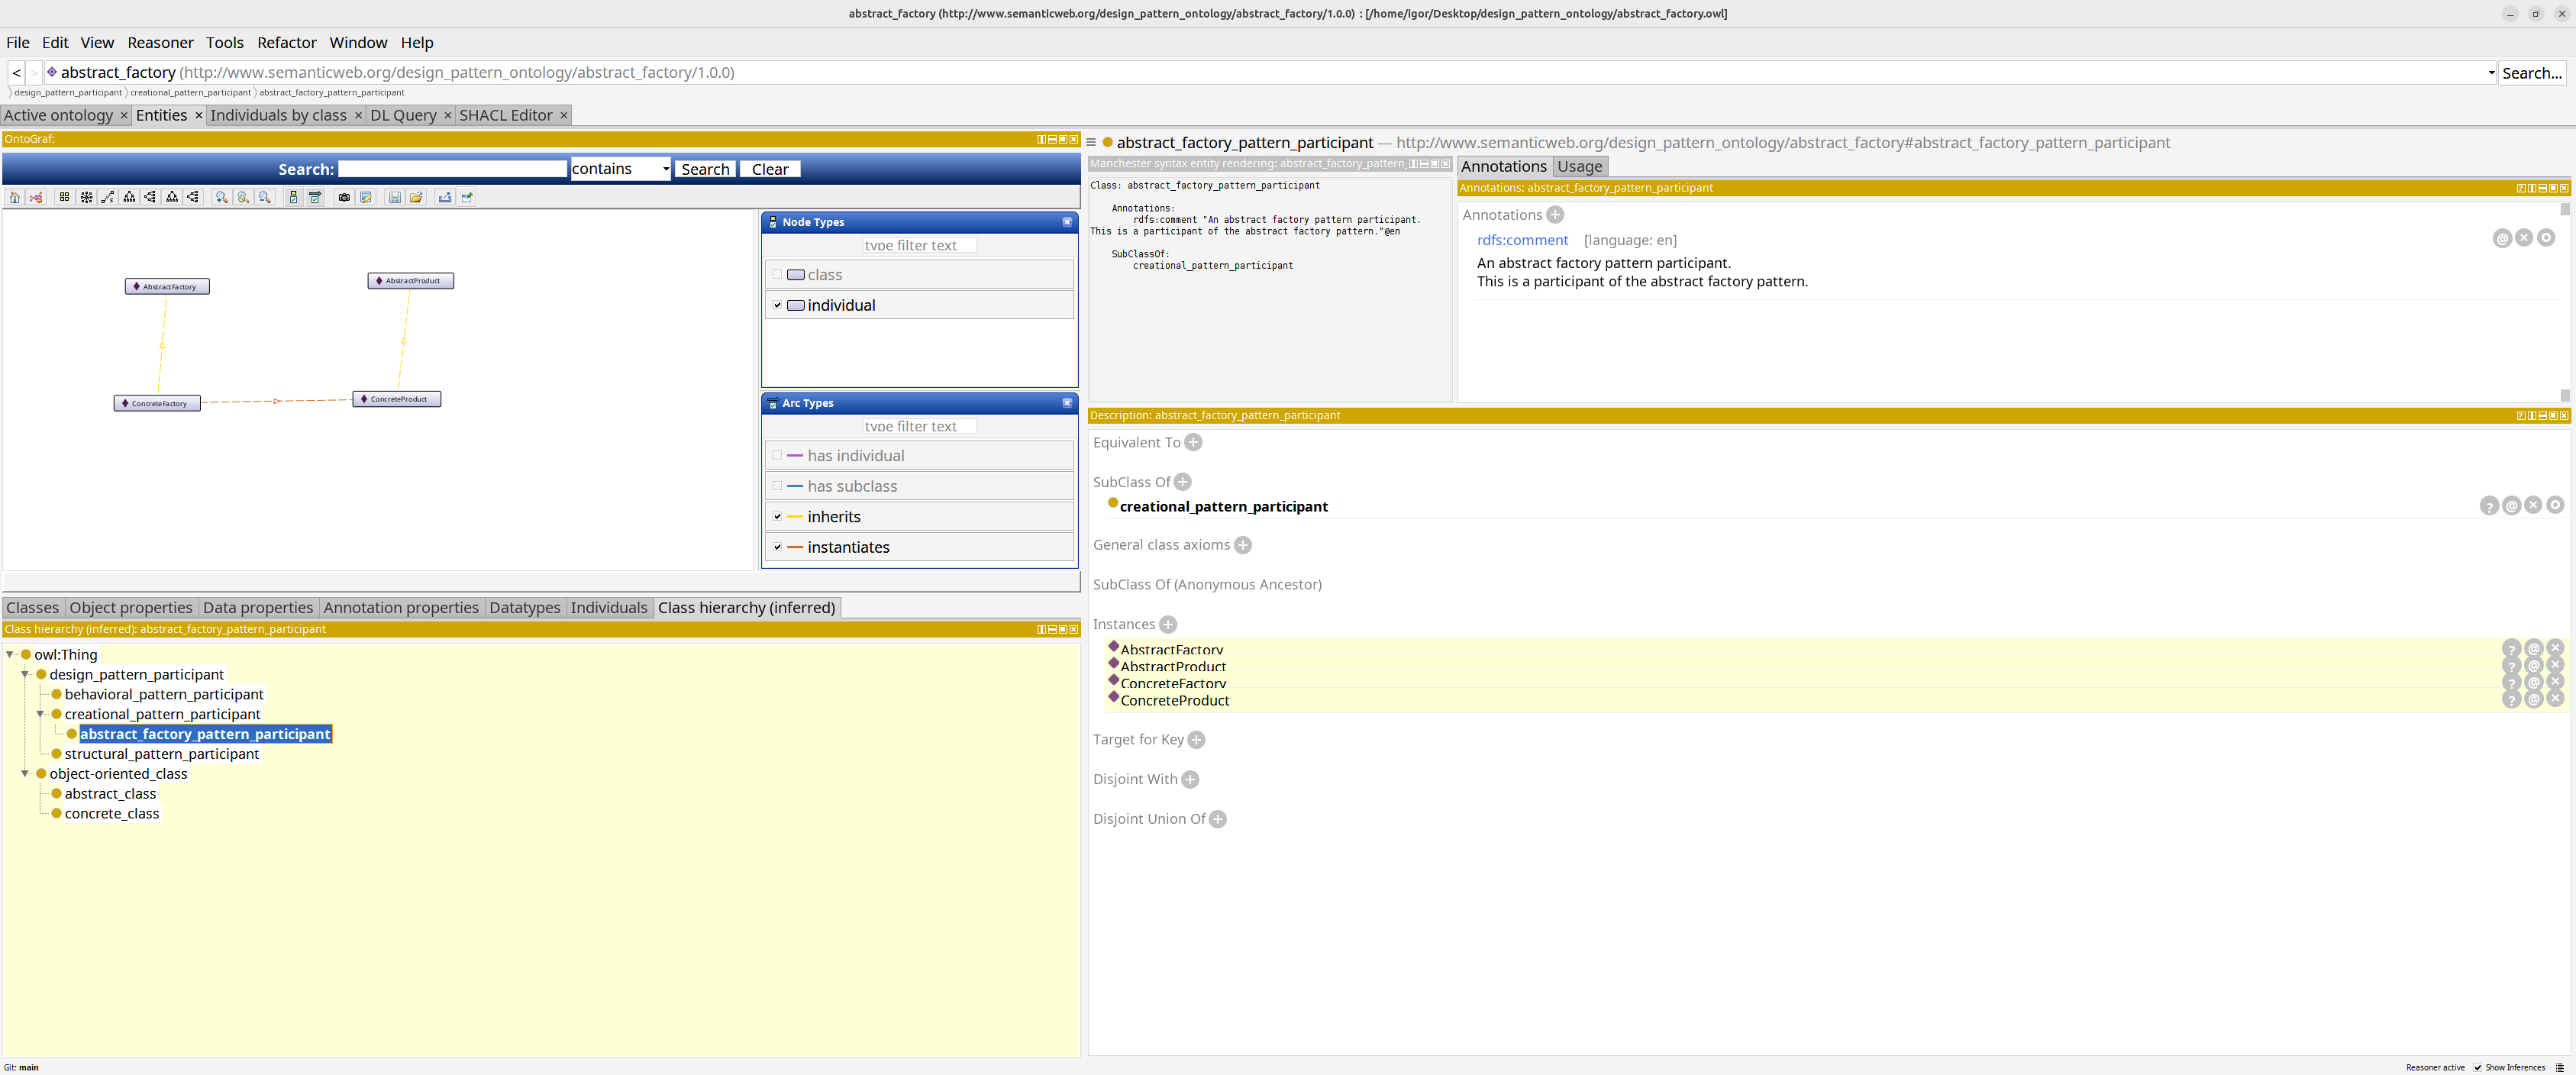 abstract_factory (http://www.semanticweb.org/design_pattern_ontology/abstract_factory/1.0.0) : [/home/igor/Desktop/design_pattern_ontology/abstract_factory.owl]
File Edit View Reasoner Tools Refactor Window Help
< > abstract_factory (http://www.semanticweb.org/design_pattern_ontology/abstract_factory/1.0.0) Search...
design_pattern_participant creational_pattern_participant abstract_factory_pattern_participant
Active ontology × Entities × Individuals by class × DL Query × SHACL Editor ×
OntoGraf:
Search: contains Search Clear
Node Types
type filter text
class
individual
AbstractFactory
AbstractProduct
ConcreteFactory
ConcreteProduct
Arc Types
type filter text
has individual
has subclass
inherits
instantiates
Classes Object properties Data properties Annotation properties Datatypes Individuals Class hierarchy (inferred)
Class hierarchy (inferred): abstract_factory_pattern_participant
owl:Thing
design_pattern_participant
behavioral_pattern_participant
creational_pattern_participant
abstract_factory_pattern_participant
structural_pattern_participant
object-oriented_class
abstract_class
concrete_class
abstract_factory_pattern_participant — http://www.semanticweb.org/design_pattern_ontology/abstract_factory#abstract_factory_pattern_participant
Manchester syntax entity rendering: abstract_factory_pattern_
Class: abstract_factory_pattern_participant
Annotations:
rdfs:comment "An abstract factory pattern participant.
This is a participant of the abstract factory pattern."@en
SubClassOf:
creational_pattern_participant
Annotations Usage
Annotations: abstract_factory_pattern_participant
Annotations
rdfs:comment [language: en]
An abstract factory pattern participant.
This is a participant of the abstract factory pattern.
Description: abstract_factory_pattern_participant
Equivalent To
SubClass Of
creational_pattern_participant
General class axioms
SubClass Of (Anonymous Ancestor)
Instances
AbstractFactory
AbstractProduct
ConcreteFactory
ConcreteProduct
Target for Key
Disjoint With
Disjoint Union Of
Git: main
Reasoner active Show Inferences